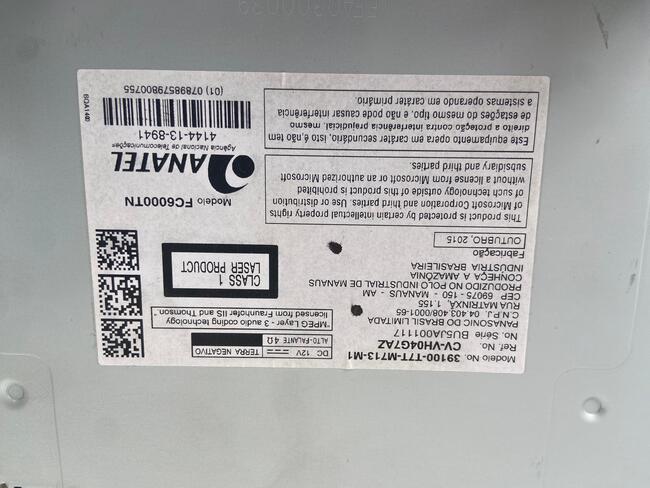 Modelo No. 39100-TTT-M713-M1
Ref. No. CV-VH04G7AZ
No. Série BU5JA001117
PANASONIC DO BRASIL LIMITADA
C.N.P.J. 04.403.408/0001-65
RUA MATRINXÃ, 1.155
CEP 69075-150 - MANAUS - AM
PRODUZIDO NO POLO INDUSTRIAL DE MANAUS
CONHEÇA A AMAZÔNIA
INDÚSTRIA BRASILEIRA
Fabricação
OUTUBRO, 2015
DC 12V
TERRA NEGATIVO
ALTO-FALANTE 4Ω
"MPEG Layer - 3 audio coding technology
licensed from Fraunhofer IIS and Thomson."
CLASS 1
LASER PRODUCT
This product is protected by certain intellectual property rights
of Microsoft Corporation and third parties. Use or distribution
of such technology outside of this product is prohibited
without a license from Microsoft or an authorized Microsoft
subsidiary and third parties.
Modelo FC6000TN
ANATEL
Agência Nacional de Telecomunicações
4144-13-8941
(01) 07898579800755
Este equipamento opera em caráter secundário, isto é,não tem
direito a proteção contra interferência prejudicial, mesmo
de estações do mesmo tipo, e não pode causar interferência
a sistemas operando em caráter primário.